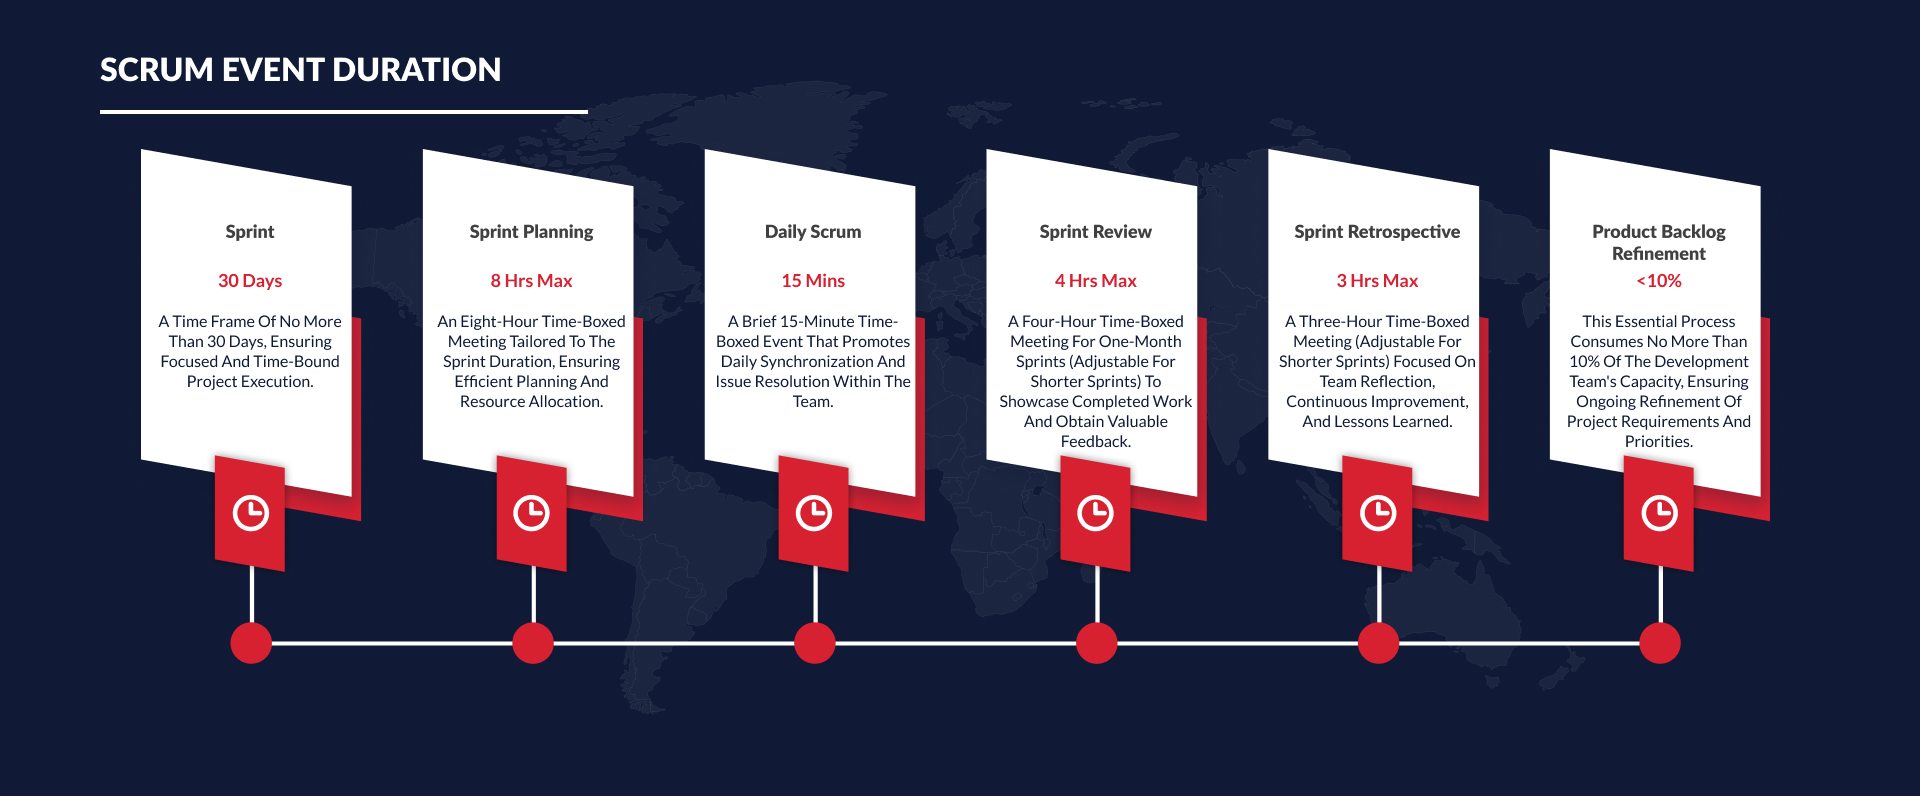 SCRUM EVENT DURATION
Sprint
30 Days
A Time Frame Of No More
Than 30 Days, Ensuring
Focused And Time-Bound
Project Execution.
Sprint Planning
8 Hrs Max
An Eight-Hour Time-Boxed
Meeting Tailored To The
Sprint Duration, Ensuring
Efficient Planning And
Resource Allocation.
Daily Scrum
15 Mins
A Brief 15-Minute Time-
Boxed Event That Promotes
Daily Synchronization And
Issue Resolution Within The
Team.
Sprint Review
4 Hrs Max
A Four-Hour Time-Boxed
Meeting For One-Month
Sprints (Adjustable For
Shorter Sprints) To
Showcase Completed Work
And Obtain Valuable
Feedback.
Sprint Retrospective
3 Hrs Max
A Three-Hour Time-Boxed
Meeting (Adjustable For
Shorter Sprints) Focused On
Team Reflection,
Continuous Improvement,
And Lessons Learned.
Product Backlog
Refinement
<10%
This Essential Process
Consumes No More Than
10% Of The Development
Team's Capacity, Ensuring
Ongoing Refinement Of
Project Requirements And
Priorities.